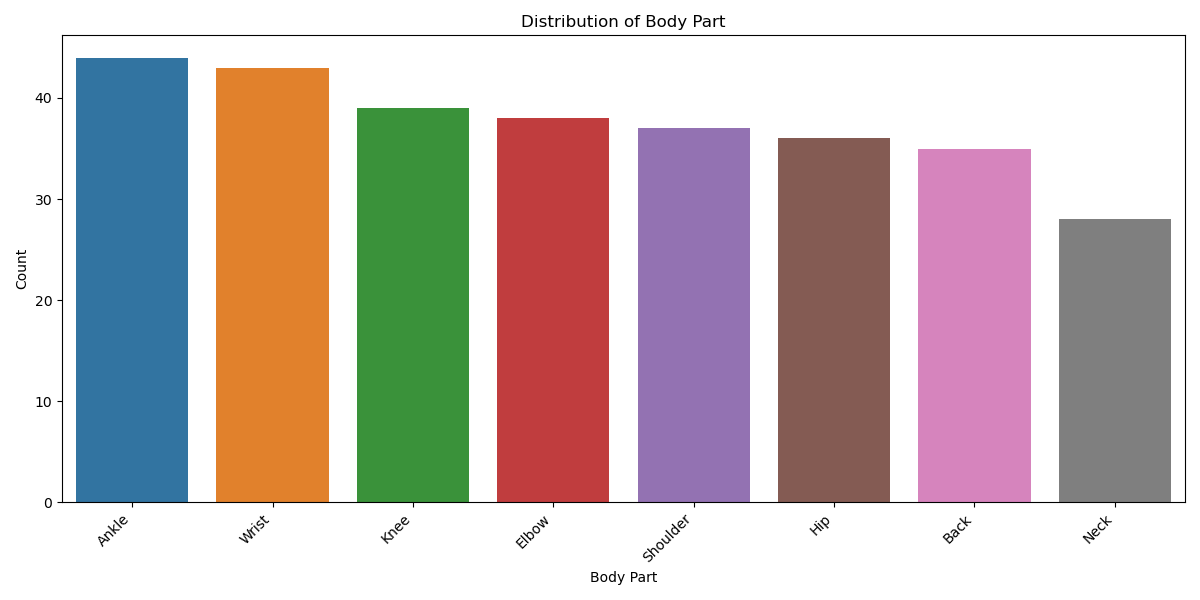 Distribution of Body Part
Count
40
30
20
10
0
Ankle
Wrist
Knee
Elbow
Shoulder
Hip
Back
Neck
Body Part